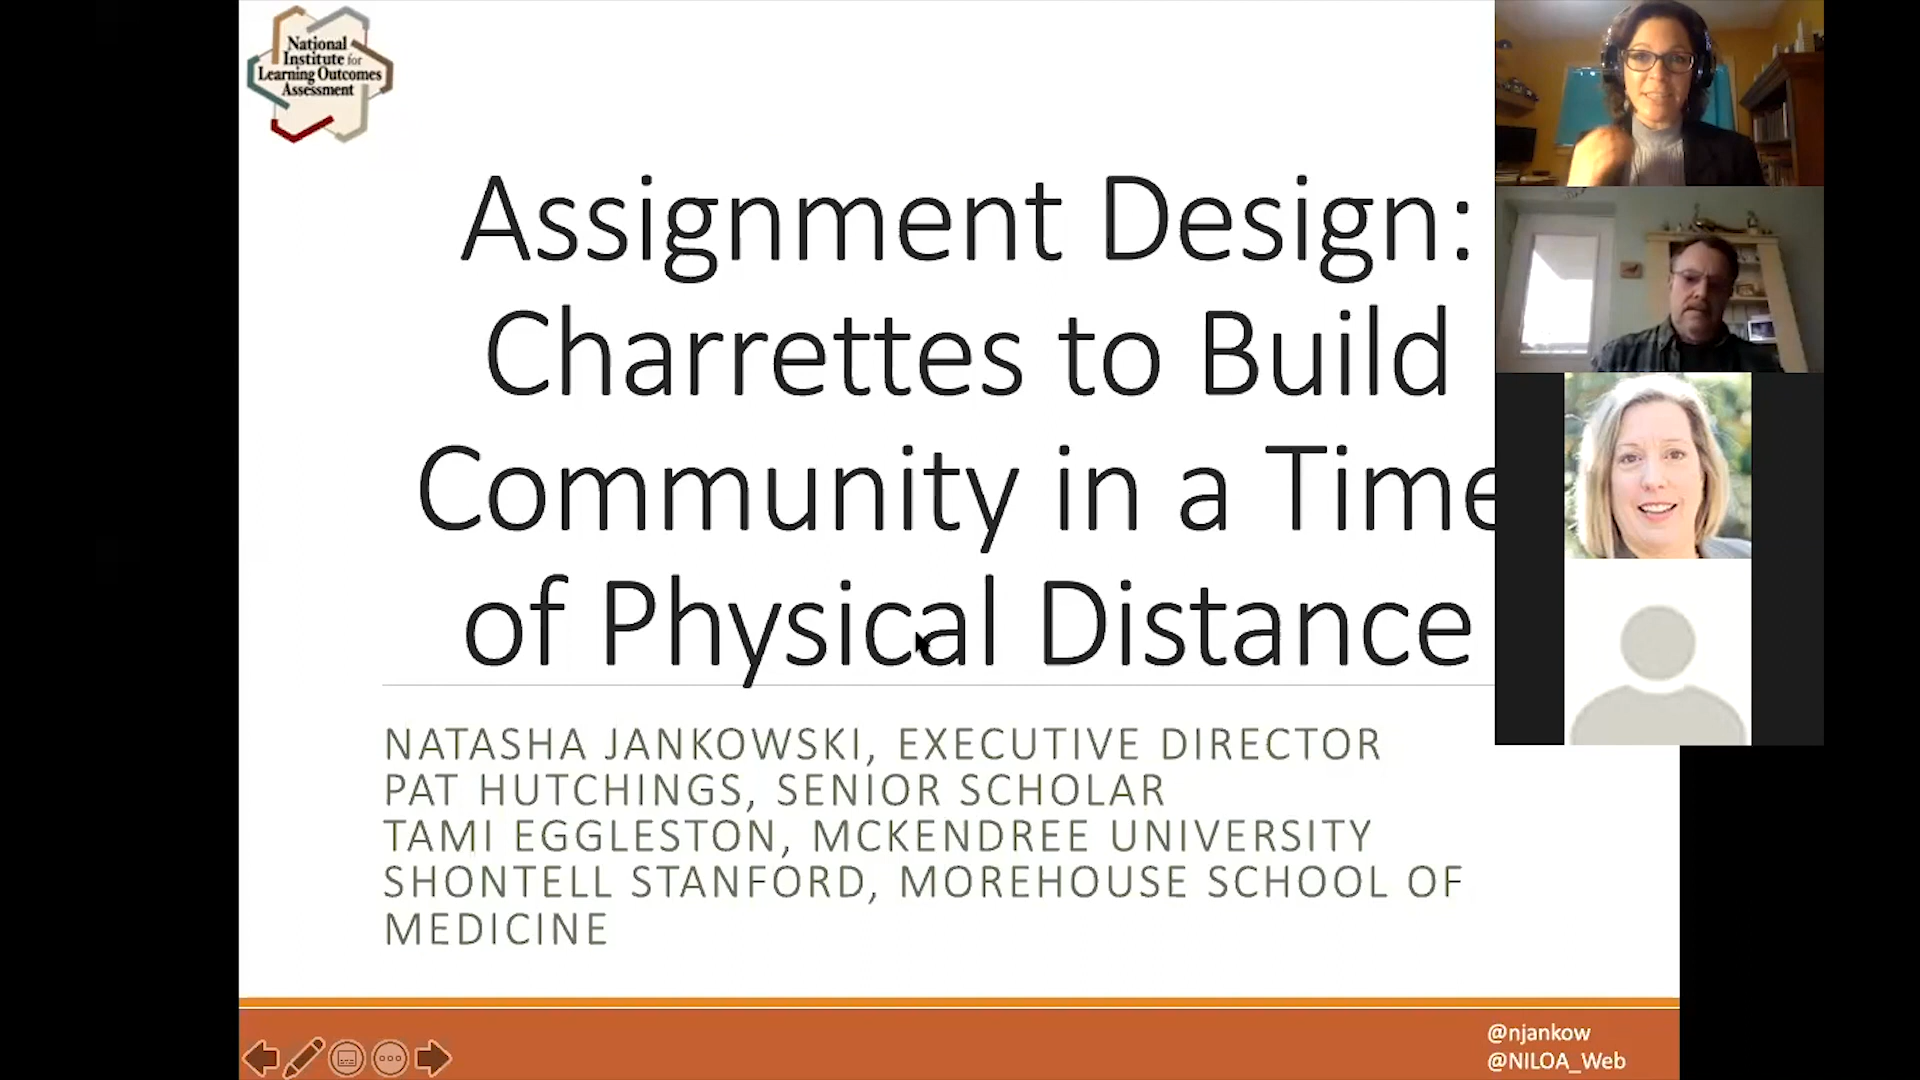 National
Institute for
Learning Outcomes
Assessment
Assignment Design:
Charrettes to Build
Community in a Time
of Physical Distance
NATASHA JANKOWSKI, EXECUTIVE DIRECTOR
PAT HUTCHINGS, SENIOR SCHOLAR
TAMI EGGLESTON, MCKENDREE UNIVERSITY
SHONTELL STANFORD, MOREHOUSE SCHOOL OF
MEDICINE
@njankow
@NILOA_Web